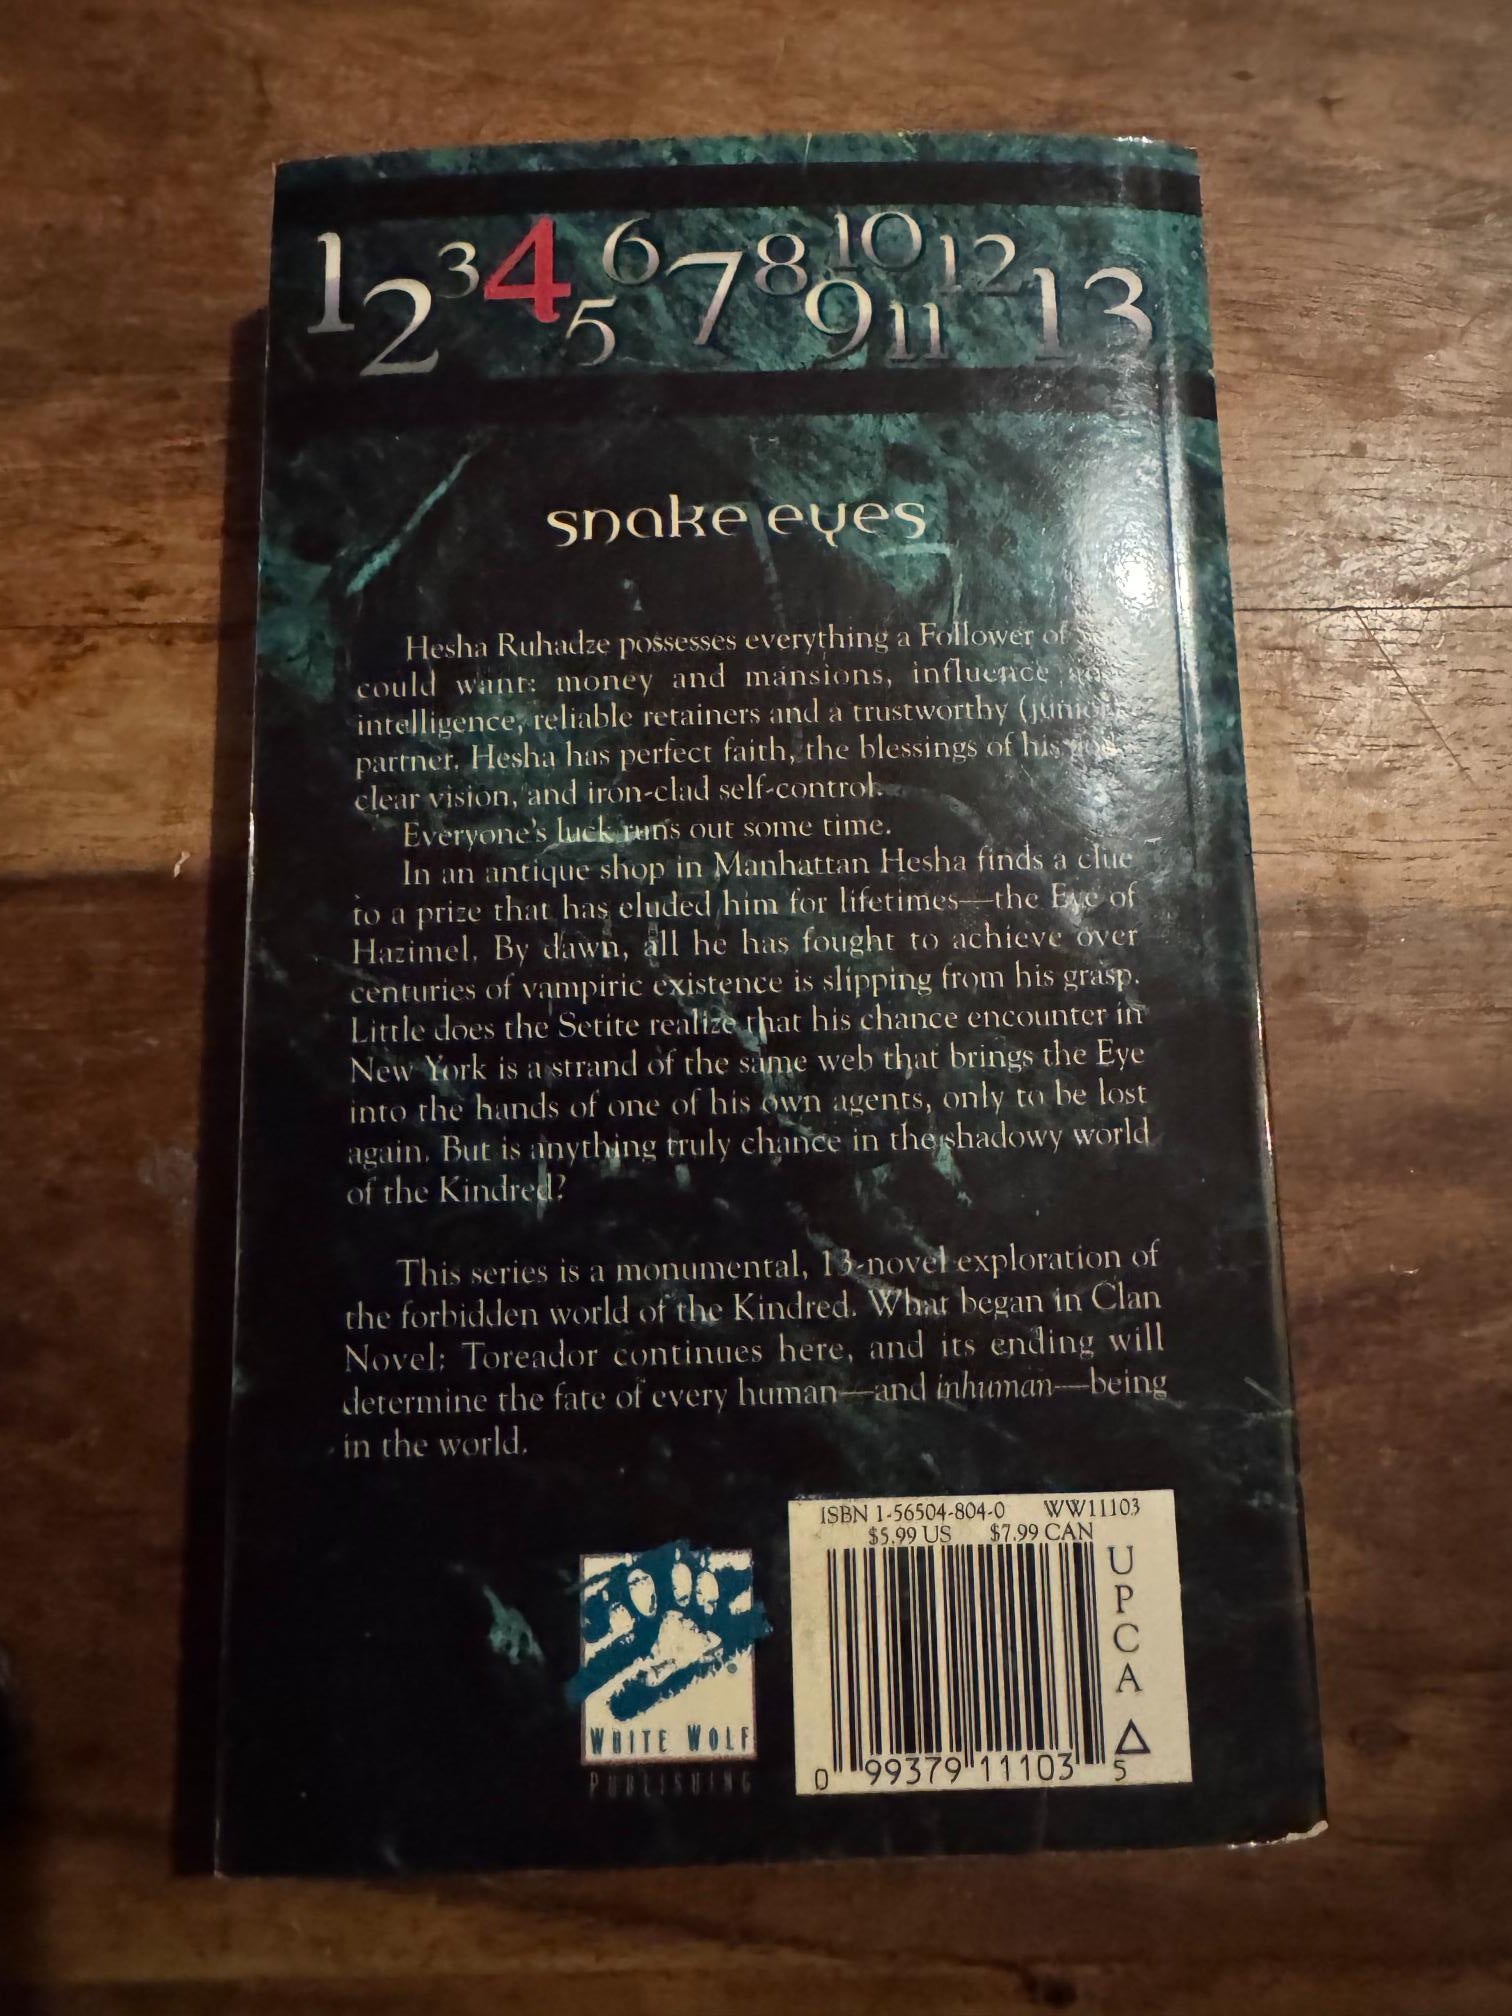 1 2 3 4 5 6 7 8 9 10 11 12 13
snake eyes
Hesha Ruhadze possesses everything a Follower of
could want: money and mansions, influence
intelligence, reliable retainers and a trustworthy (junior
partner. Hesha has perfect faith, the blessings of his
clear vision, and iron-clad self-control.
Everyone's luck runs out some time.
In an antique shop in Manhattan Hesha finds a clue
to a prize that has eluded him for lifetimes—the Eye of
Hazimel. By dawn, all he has fought to achieve over
centuries of vampiric existence is slipping from his grasp.
Little does the Setite realize that his chance encounter in
New York is a strand of the same web that brings the Eye
into the hands of one of his own agents, only to be lost
again. But is anything truly chance in the shadowy world
of the Kindred?
This series is a monumental, 13-novel exploration of
the forbidden world of the Kindred. What began in Clan
Novel: Toreador continues here, and its ending will
determine the fate of every human—and inhuman—being
in the world.
ISBN 1-56504-804-0 WW11103
$5.99 US $7.99 CAN
UPCA
0 99379 11103 5
WHITE WOLF
PUBLISHING